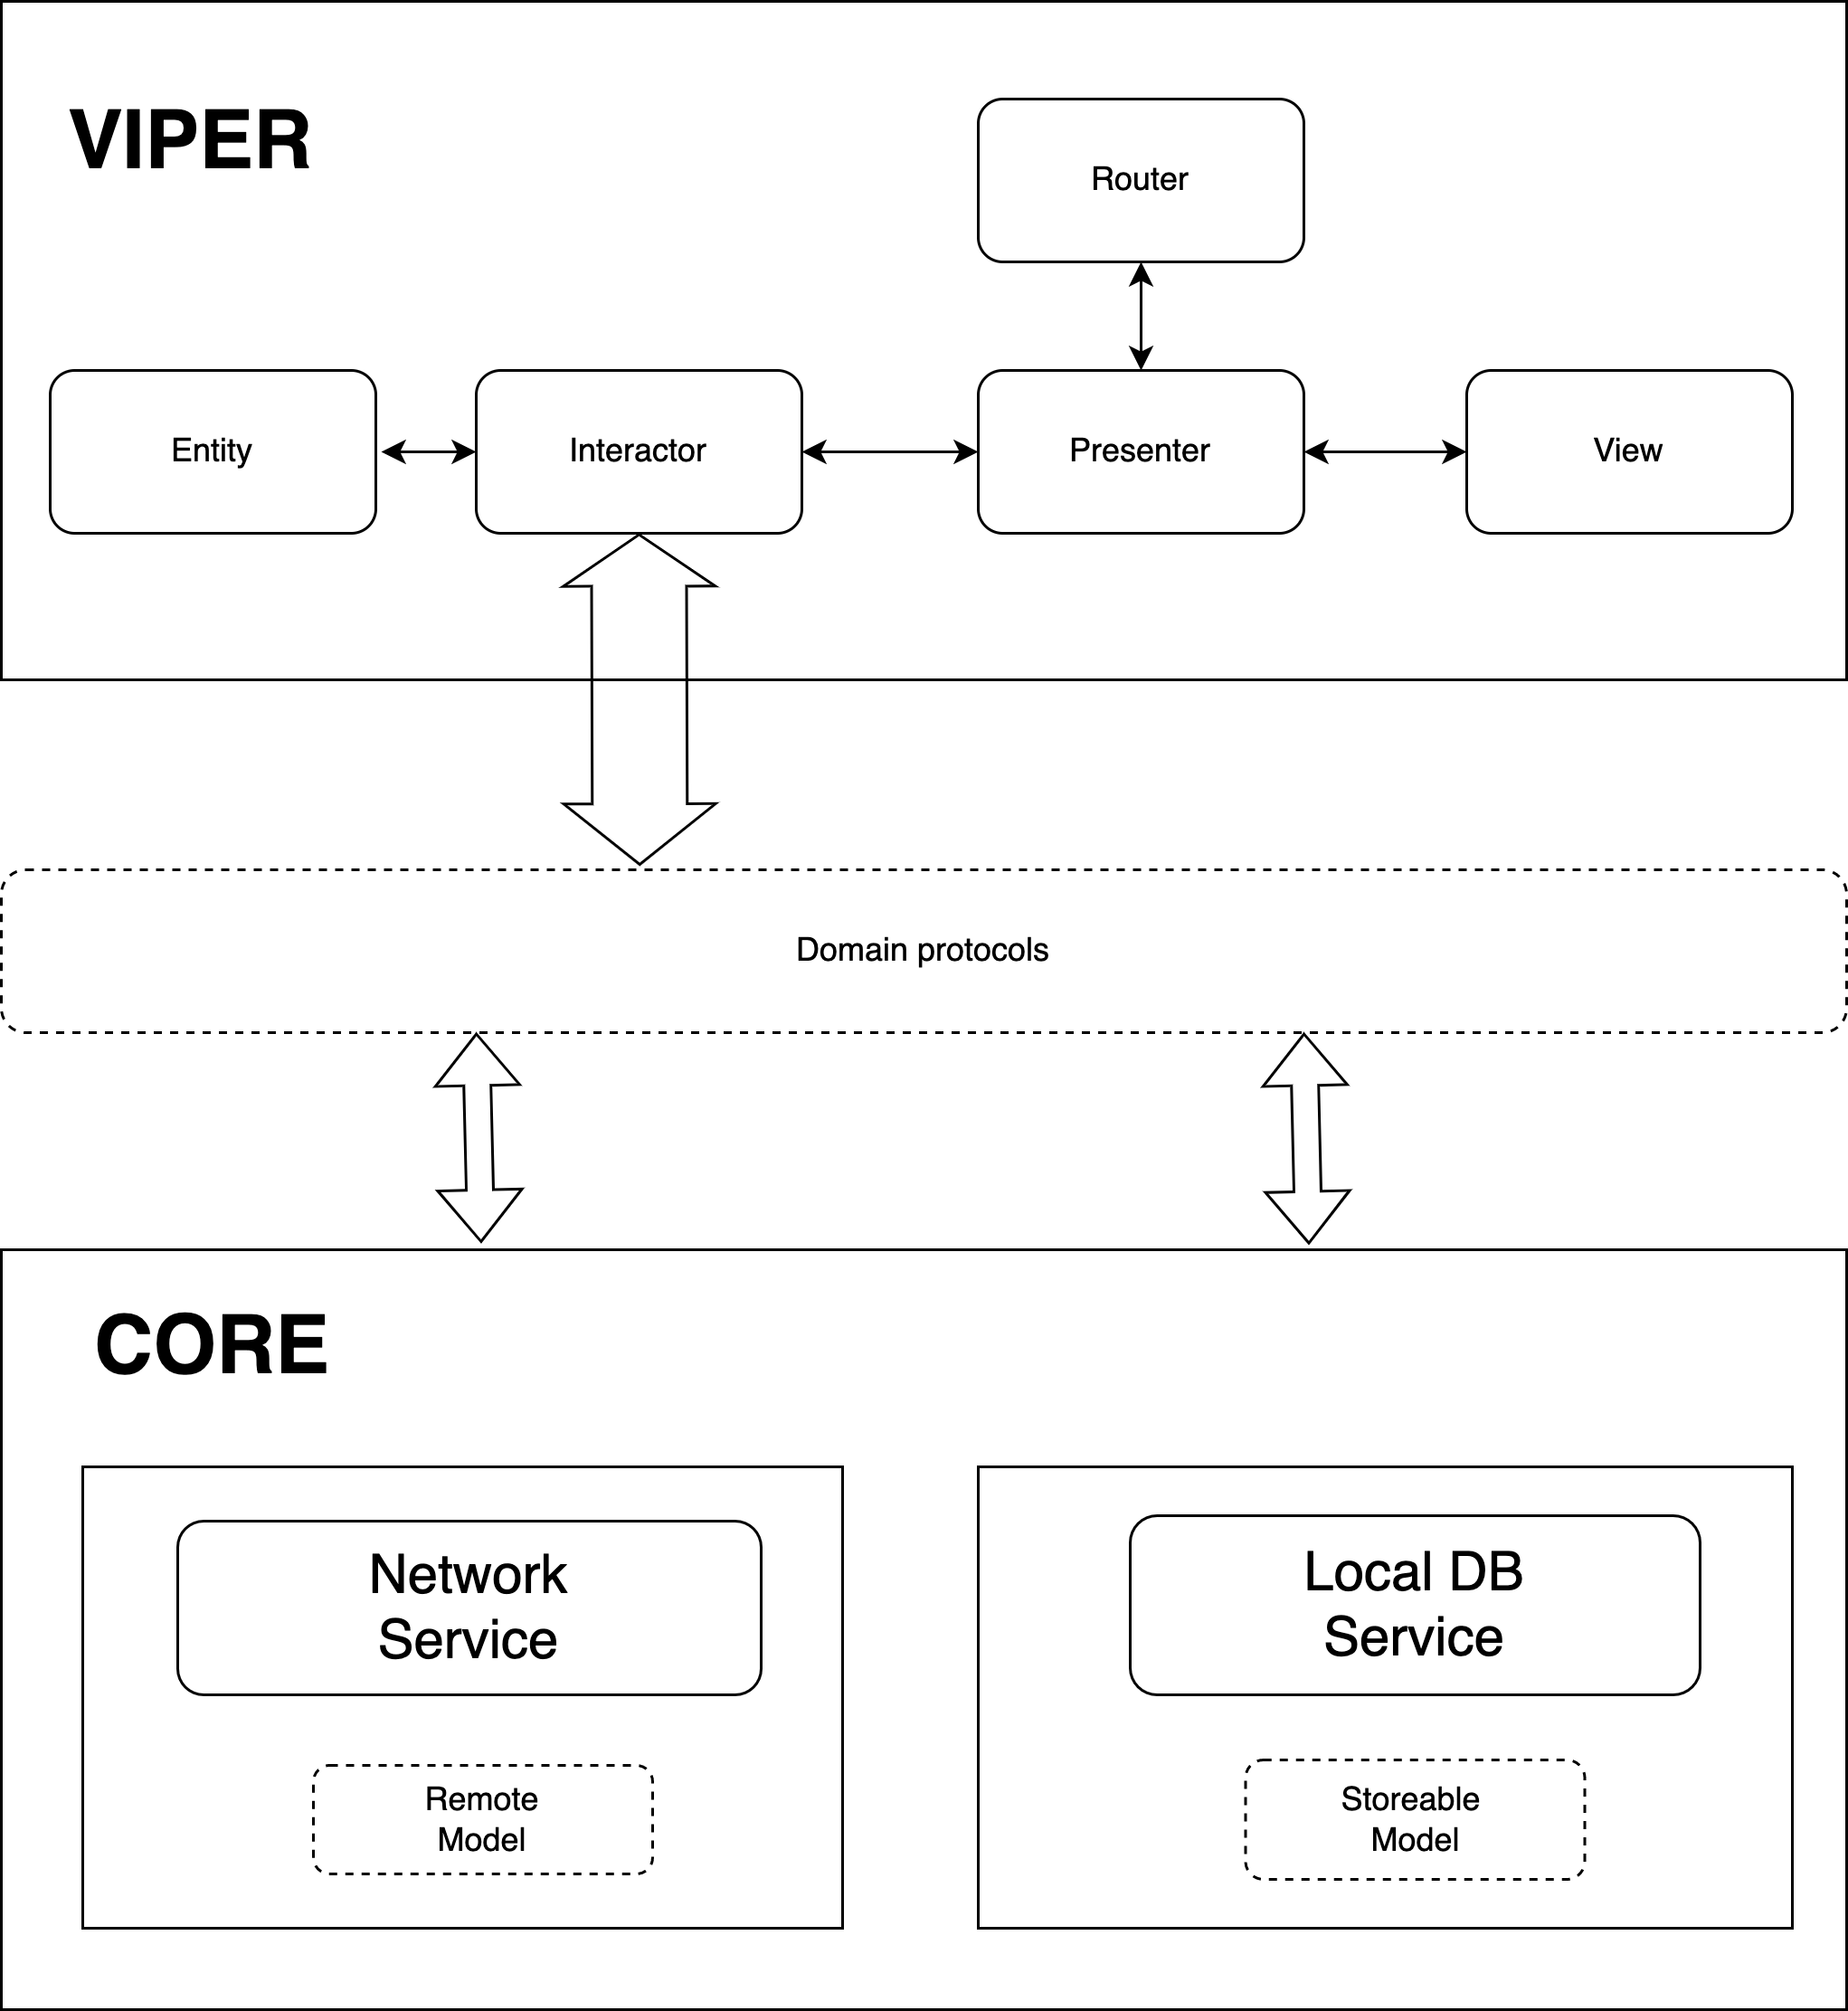 VIPER
Router
Entity
Interactor
Presenter
View
Domain protocols
CORE
Network
Service
Local DB
Service
Remote
Model
Storeable
Model